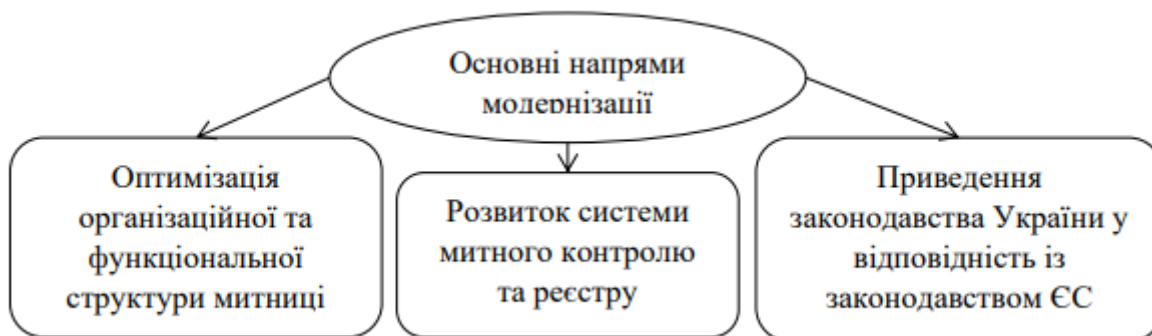 Основні напрями
модернізації
Оптимізація
організаційної та
функціональної
структури митниці
Розвиток системи
митного контролю
та реєстру
Приведення
законодавства України у
відповідність із
законодавством ЄС